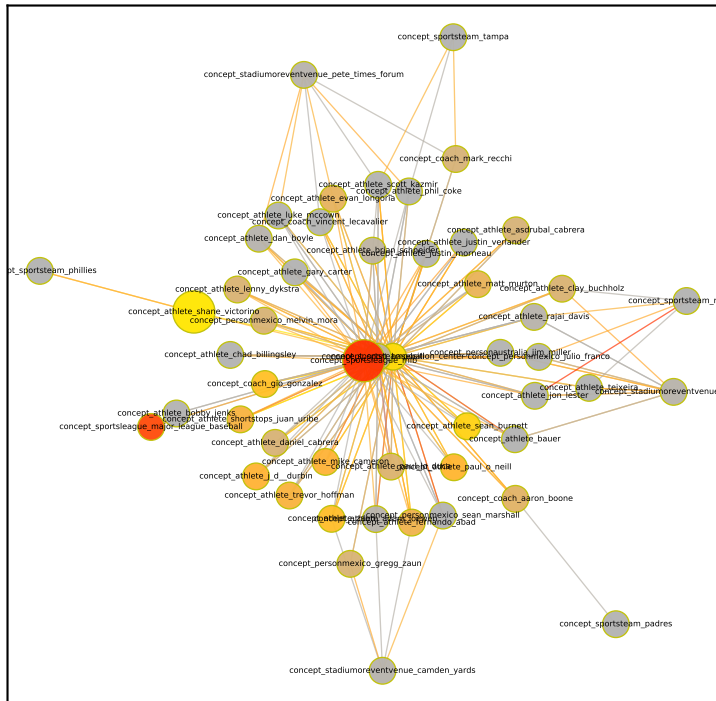 concept_sportsteam_tampa
concept_stadiumoreventvenue_pete_times_forum
concept_coach_mark_recchi
concept_athlete_scott_kazmir
concept_athlete_phil_coke
concept_athlete_evan_longoria
concept_athlete_luke_mccown
concept_coach_vincent_lecavalier
concept_athlete_asdrubal_cabrera
concept_athlete_dan_boyle
concept_athlete_justin_verlander
concept_athlete_brian_schneider
concept_athlete_justin_morneau
pt_sportsteam_phillies
concept_athlete_gary_carter
concept_athlete_matt_murton
concept_athlete_clay_buchholz
concept_athlete_lenny_dykstra
concept_sportsteam_r
concept_athlete_shane_victorino
concept_athlete_rajai_davis
concept_personmexico_melvin_mora
concept_athlete_chad_billingsley
concept_personaustralia_jim_miller
concept_personmexico_julio_franco
concept_sportsleague_mlb
concept_coach_gio_gonzalez
concept_athlete_teixeira
concept_stadiumoreventvenue
concept_athlete_jon_lester
concept_athlete_bobby_jenks
concept_athlete_shortstops_juan_uribe
concept_sportsleague_major_league_baseball
concept_athlete_sean_burnett
concept_athlete_bauer
concept_athlete_daniel_cabrera
concept_athlete_mike_cameron
concept_athlete_paul_o_neill
concept_athlete_j_d__durbin
concept_athlete_trevor_hoffman
concept_coach_aaron_boone
concept_personmexico_sean_marshall
concept_athlete_fernando_abad
concept_personmexico_gregg_zaun
concept_sportsteam_padres
concept_stadiumoreventvenue_camden_yards